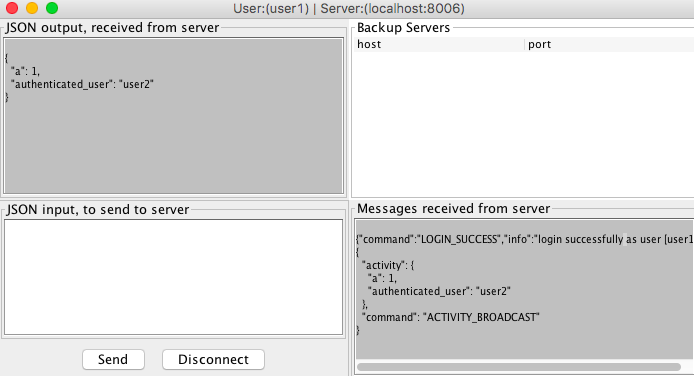 User:(user1) | Server:(localhost:8006)
JSON output, received from server
{
"a": 1,
"authenticated_user": "user2"
}
Backup Servers
host port
JSON input, to send to server
Send Disconnect
Messages received from server
{"command":"LOGIN_SUCCESS","info":"login successfully as user [user1
{
"activity": {
"a": 1,
"authenticated_user": "user2"
},
"command": "ACTIVITY_BROADCAST"
}